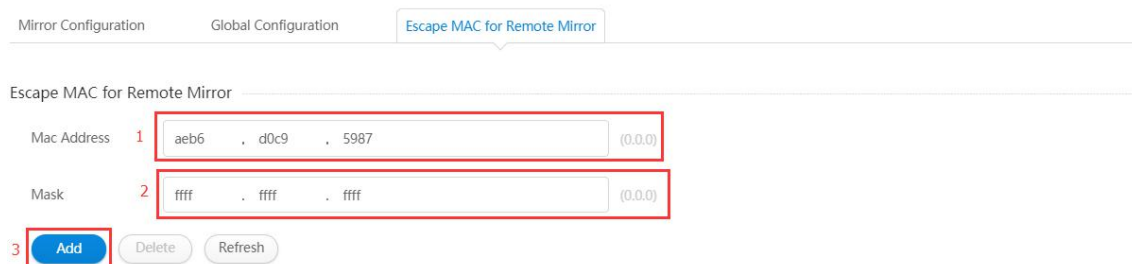 Mirror Configuration Global Configuration Escape MAC for Remote Mirror
Escape MAC for Remote Mirror
Mac Address 1 aeb6 . d0c9 . 5987 (0.0.0)
Mask 2 ffff . ffff . ffff (0.0.0)
3 Add Delete Refresh